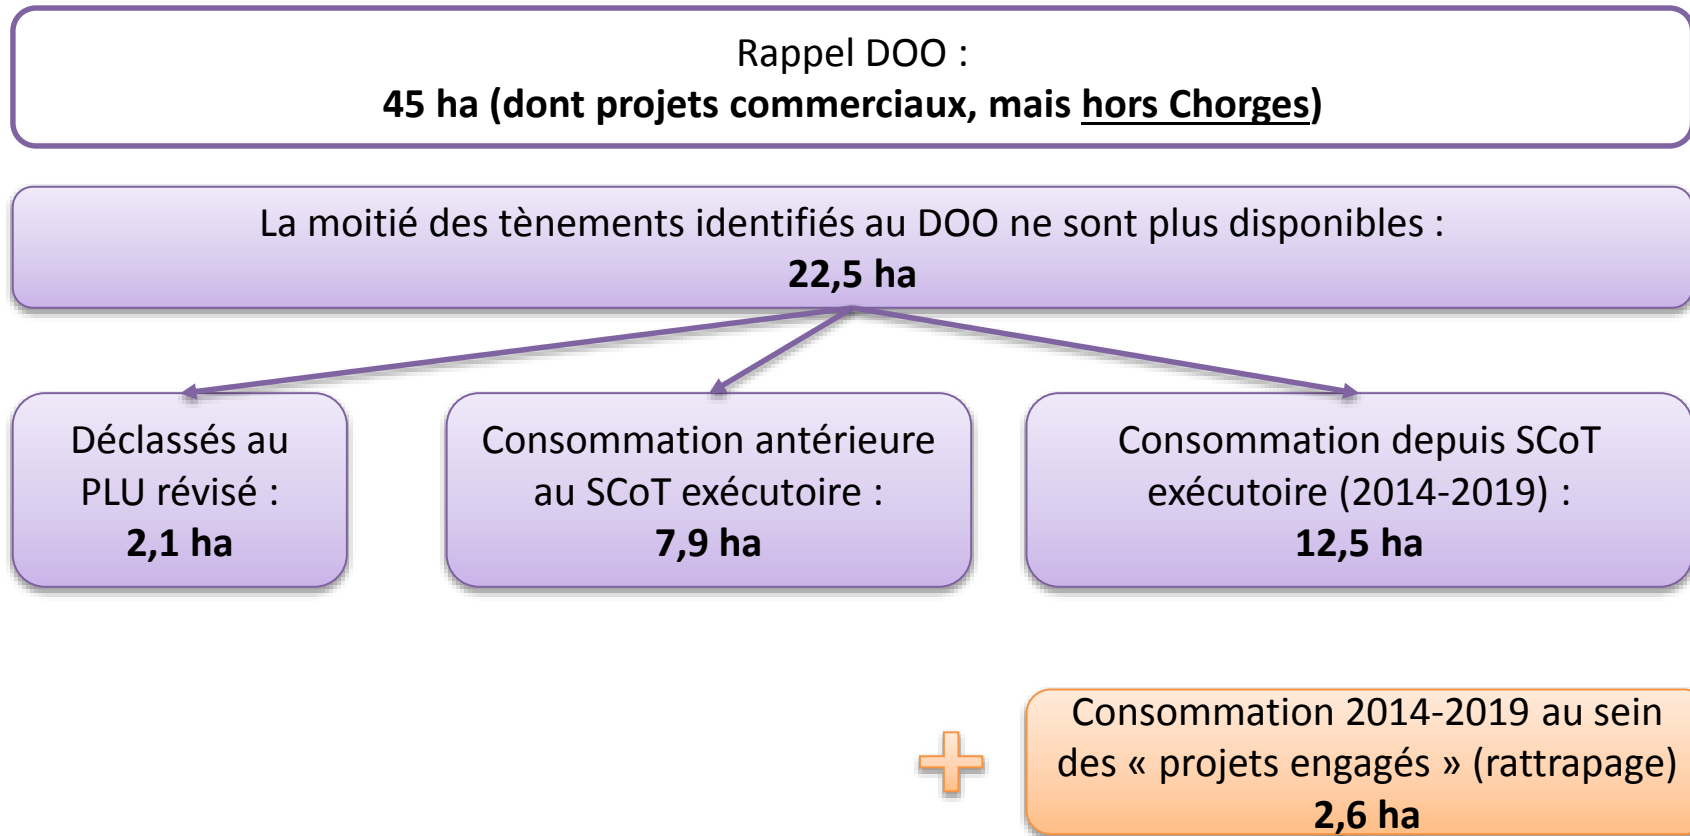 Rappel DOO :
45 ha (dont projets commerciaux, mais hors Chorges)
La moitié des tènements identifiés au DOO ne sont plus disponibles :
22,5 ha
Déclassés au
PLU révisé :
2,1 ha
Consommation antérieure
au SCoT exécutoire :
7,9 ha
Consommation depuis SCoT
exécutoire (2014-2019) :
12,5 ha
Consommation 2014-2019 au sein
des « projets engagés » (rattrapage)
2,6 ha